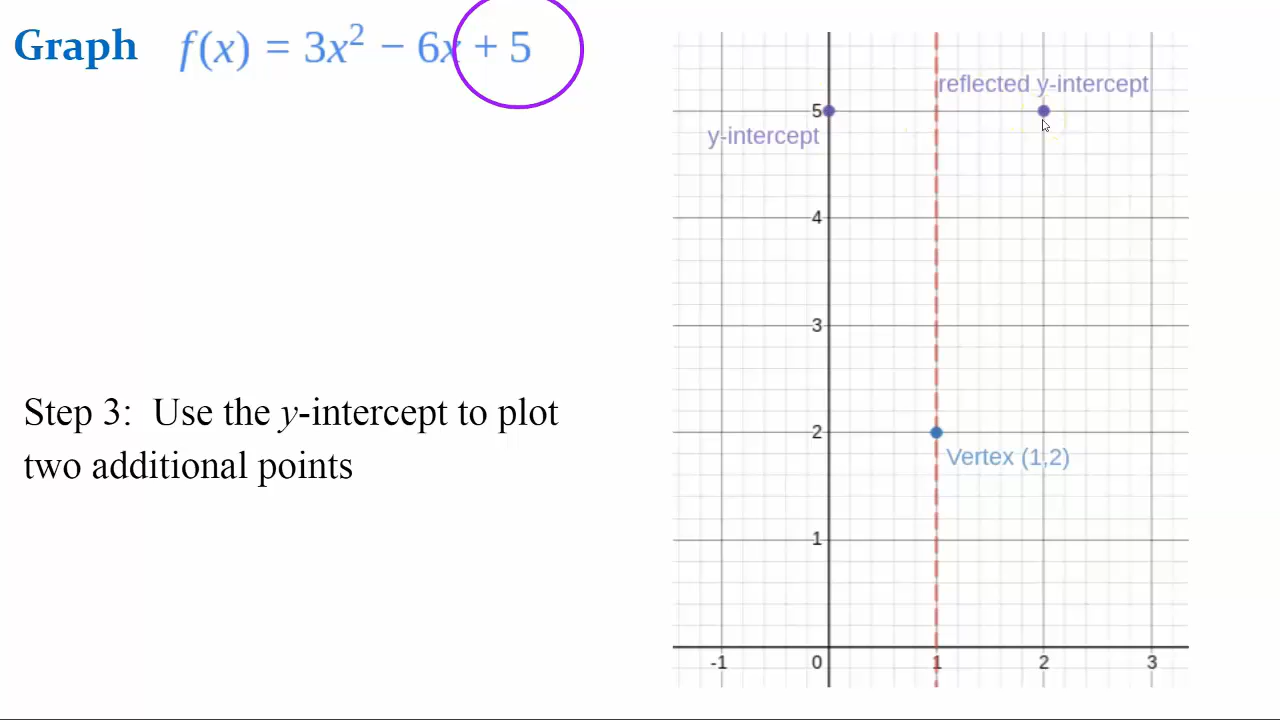 Graph f(x) = 3x² − 6x + 5
reflected y-intercept
5
y-intercept
4
3
2
Vertex (1,2)
1
-1 0 1 2 3
Step 3: Use the y-intercept to plot
two additional points